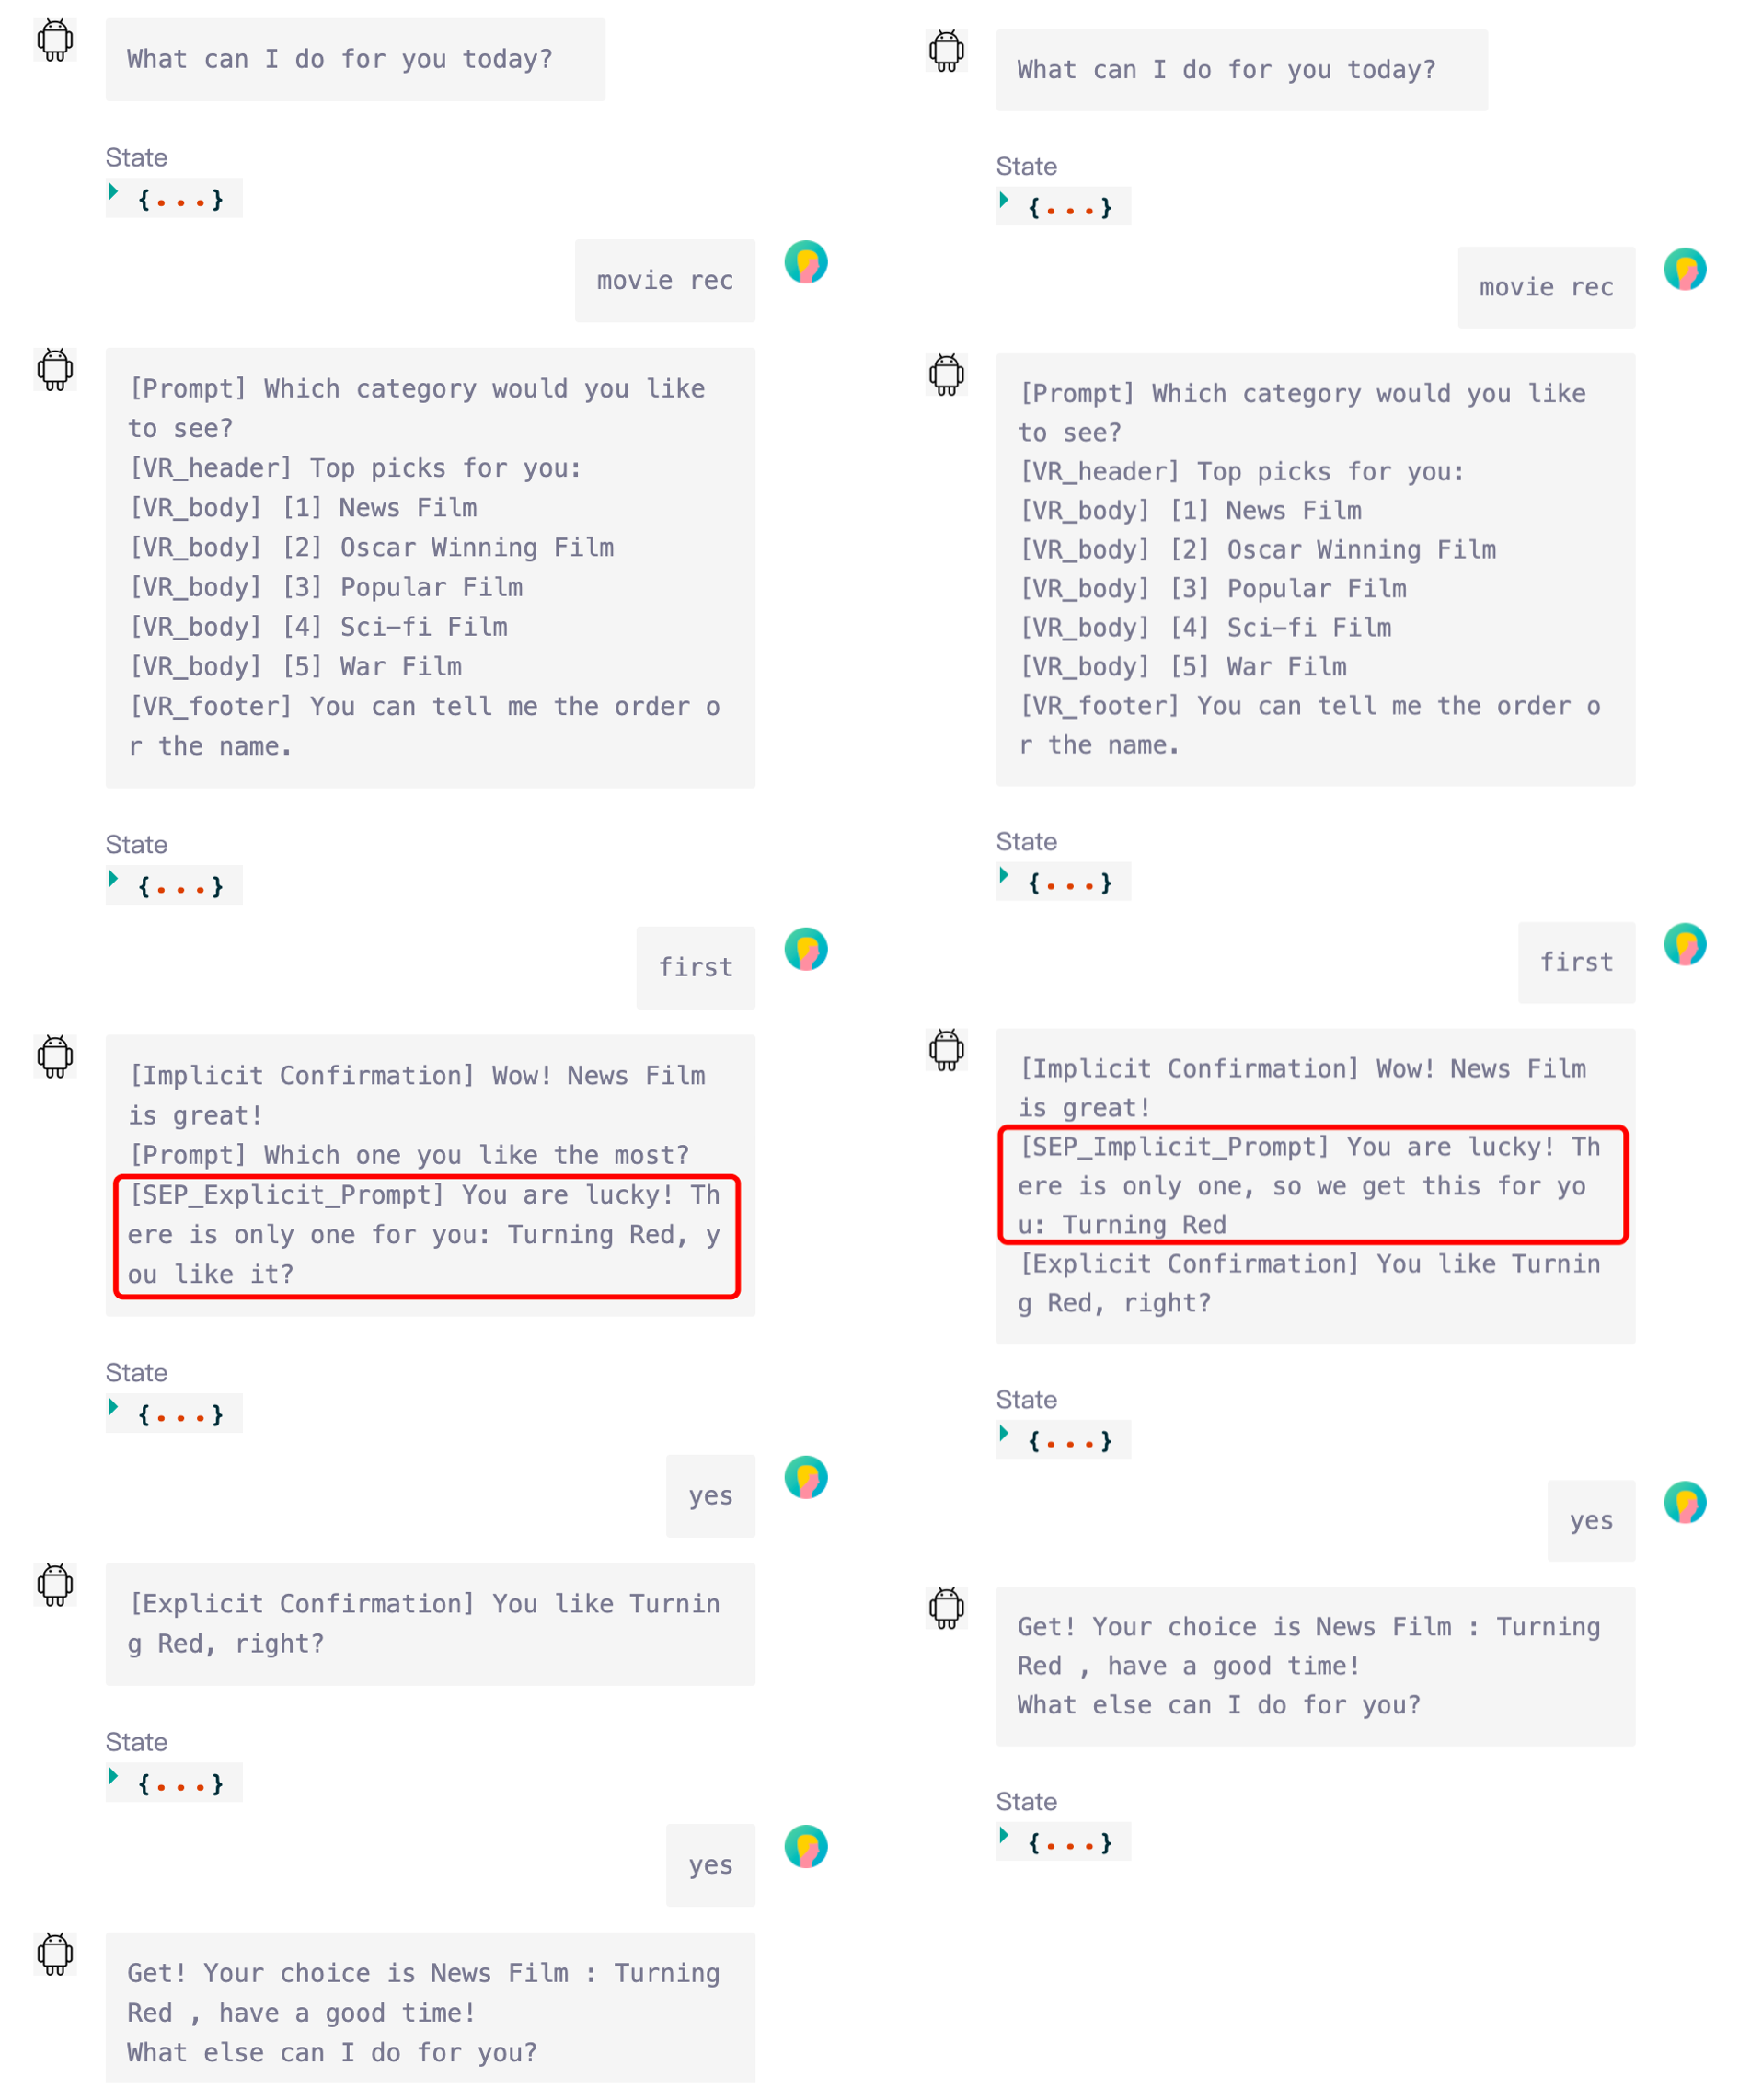 What can I do for you today?
State
{...}
movie rec
[Prompt] Which category would you like
to see?
[VR_header] Top picks for you:
[VR_body] [1] News Film
[VR_body] [2] Oscar Winning Film
[VR_body] [3] Popular Film
[VR_body] [4] Sci-fi Film
[VR_body] [5] War Film
[VR_footer] You can tell me the order o
r the name.
State
{...}
first
[Implicit Confirmation] Wow! News Film
is great!
[Prompt] Which one you like the most?
[SEP_Explicit_Prompt] You are lucky! Th
ere is only one for you: Turning Red, y
ou like it?
State
{...}
yes
[Explicit Confirmation] You like Turnin
g Red, right?
State
{...}
yes
Get! Your choice is News Film : Turning
Red , have a good time!
What else can I do for you?
What can I do for you today?
State
{...}
movie rec
[Prompt] Which category would you like
to see?
[VR_header] Top picks for you:
[VR_body] [1] News Film
[VR_body] [2] Oscar Winning Film
[VR_body] [3] Popular Film
[VR_body] [4] Sci-fi Film
[VR_body] [5] War Film
[VR_footer] You can tell me the order o
r the name.
State
{...}
first
[Implicit Confirmation] Wow! News Film
is great!
[SEP_Implicit_Prompt] You are lucky! Th
ere is only one, so we get this for yo
u: Turning Red
[Explicit Confirmation] You like Turnin
g Red, right?
State
{...}
yes
Get! Your choice is News Film : Turning
Red , have a good time!
What else can I do for you?
State
{...}